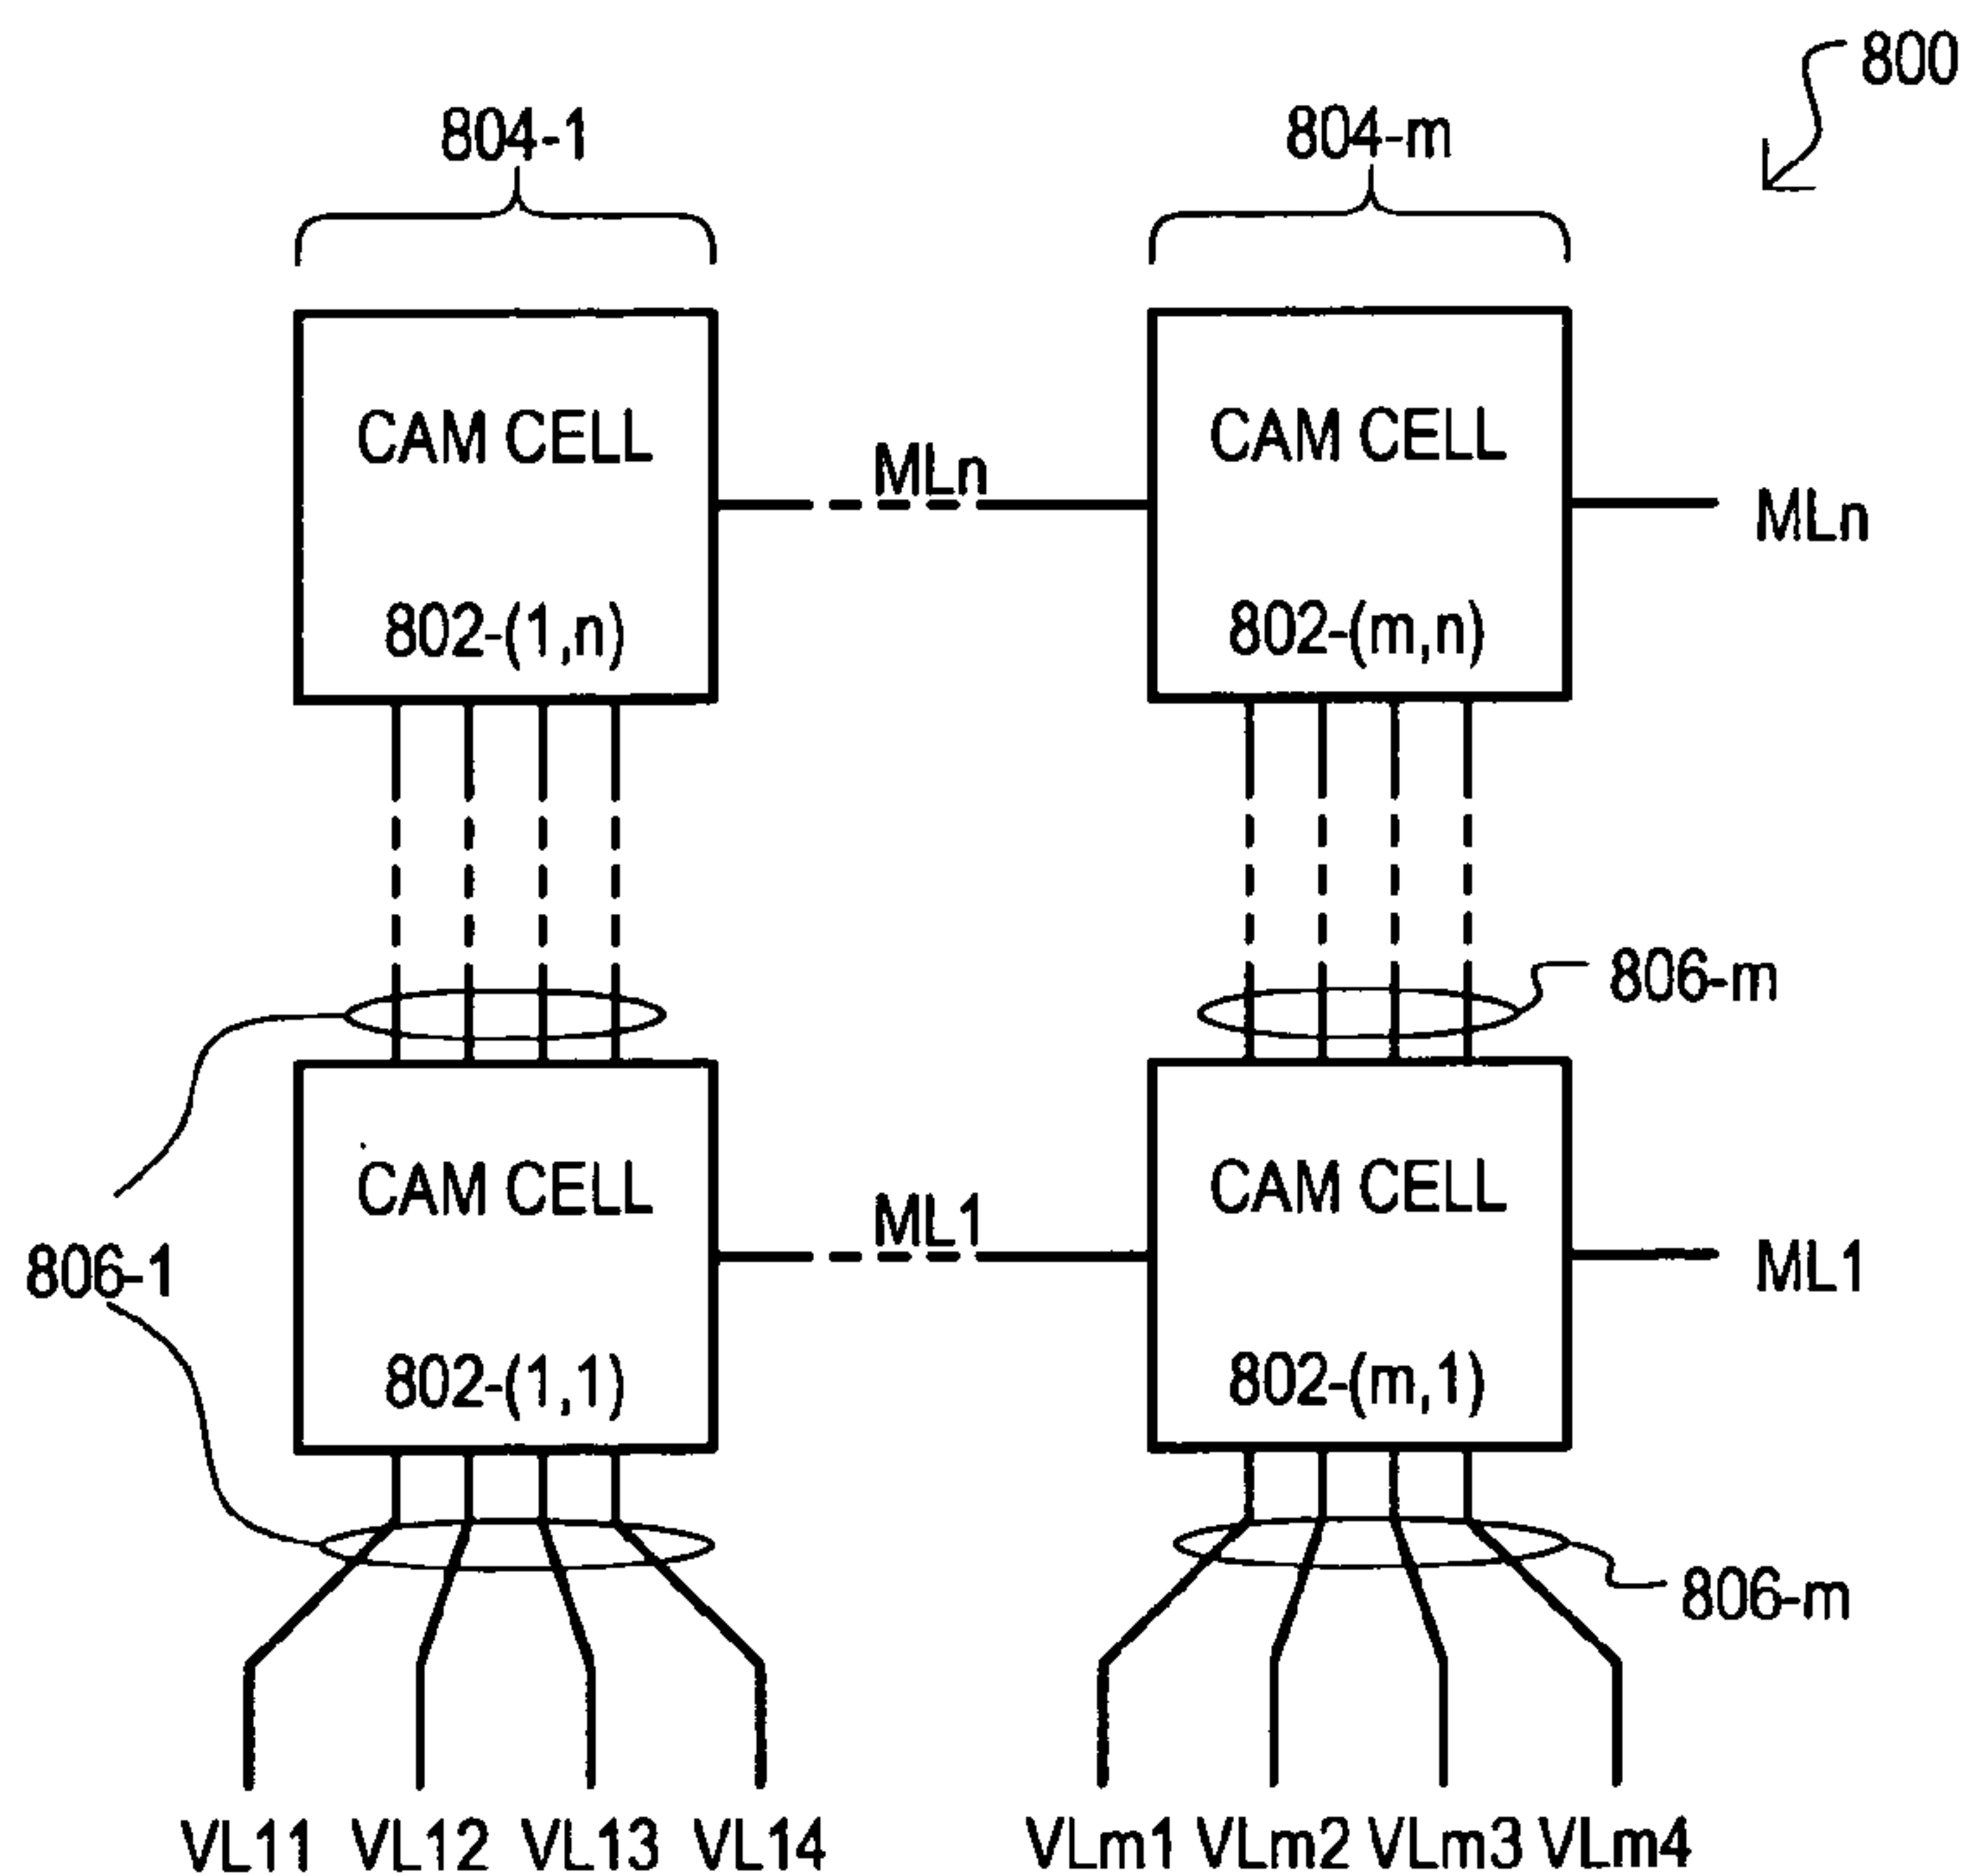 800
804-1 804-m
CAM CELL CAM CELL
MLn
MLn
802-(1,n) 802-(m,n)
806-m
CAM CELL CAM CELL
ML1
806-1
ML1
802-(1,1) 802-(m,1)
806-m
VL11 VL12 VL13 VL14 VLm1 VLm2 VLm3 VLm4